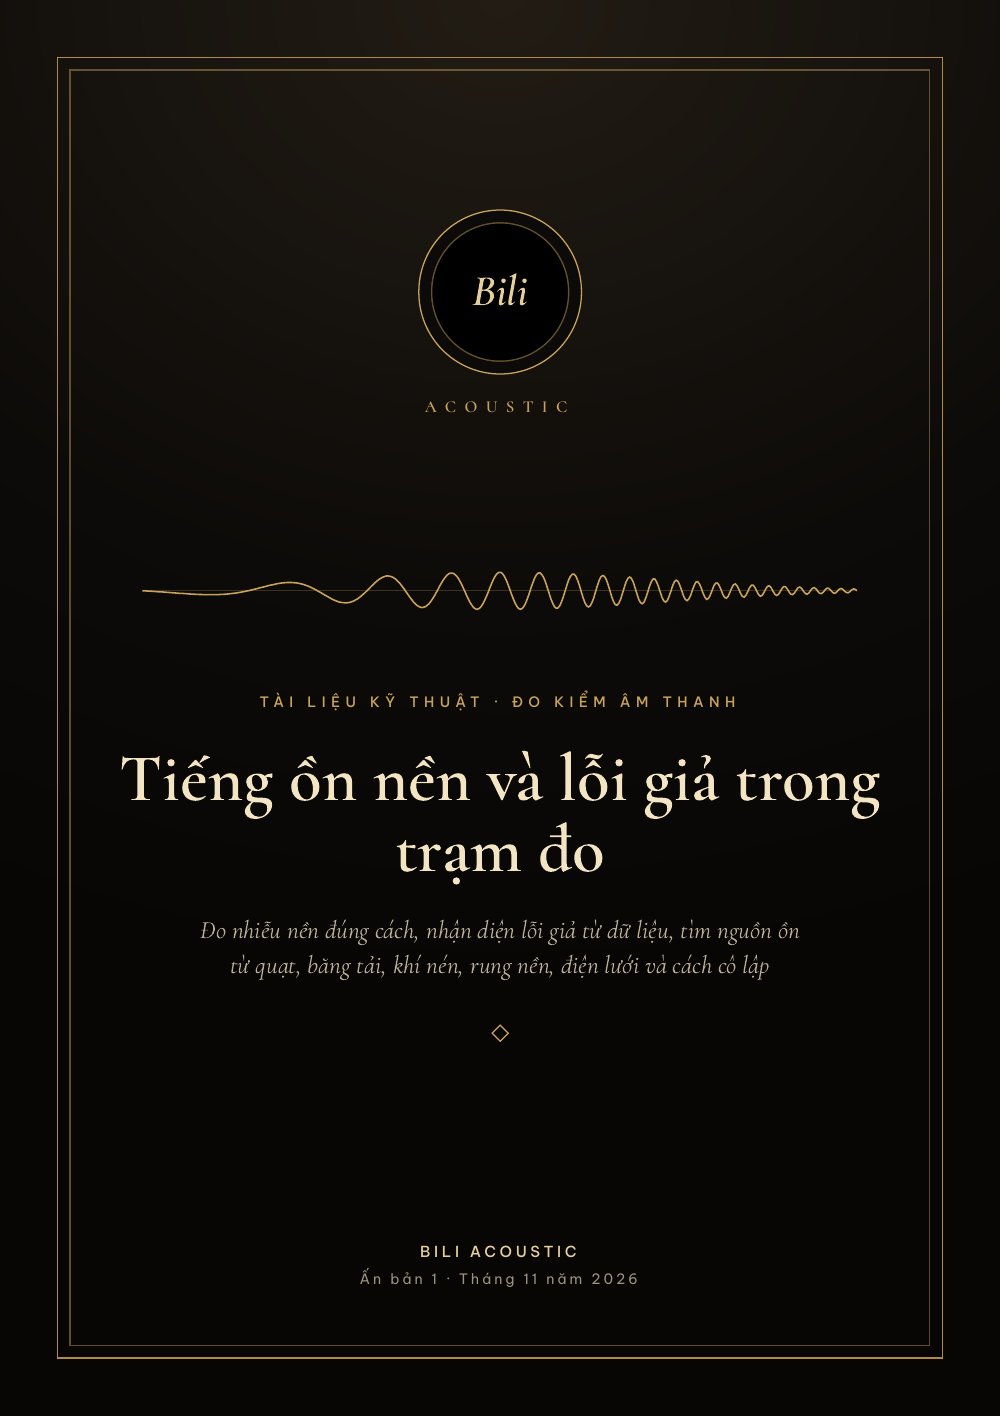 Bili
ACOUSTIC
TÀI LIỆU KỸ THUẬT · ĐO KIỂM ÂM THANH
Tiếng ồn nền và lỗi giả trong
trạm đo
Đo nhiễu nền đúng cách, nhận diện lỗi giả từ dữ liệu, tìm nguồn ồn
từ quạt, băng tải, khí nén, rung nền, điện lưới và cách cô lập
BILI ACOUSTIC
Ấn bản 1 · Tháng 11 năm 2026